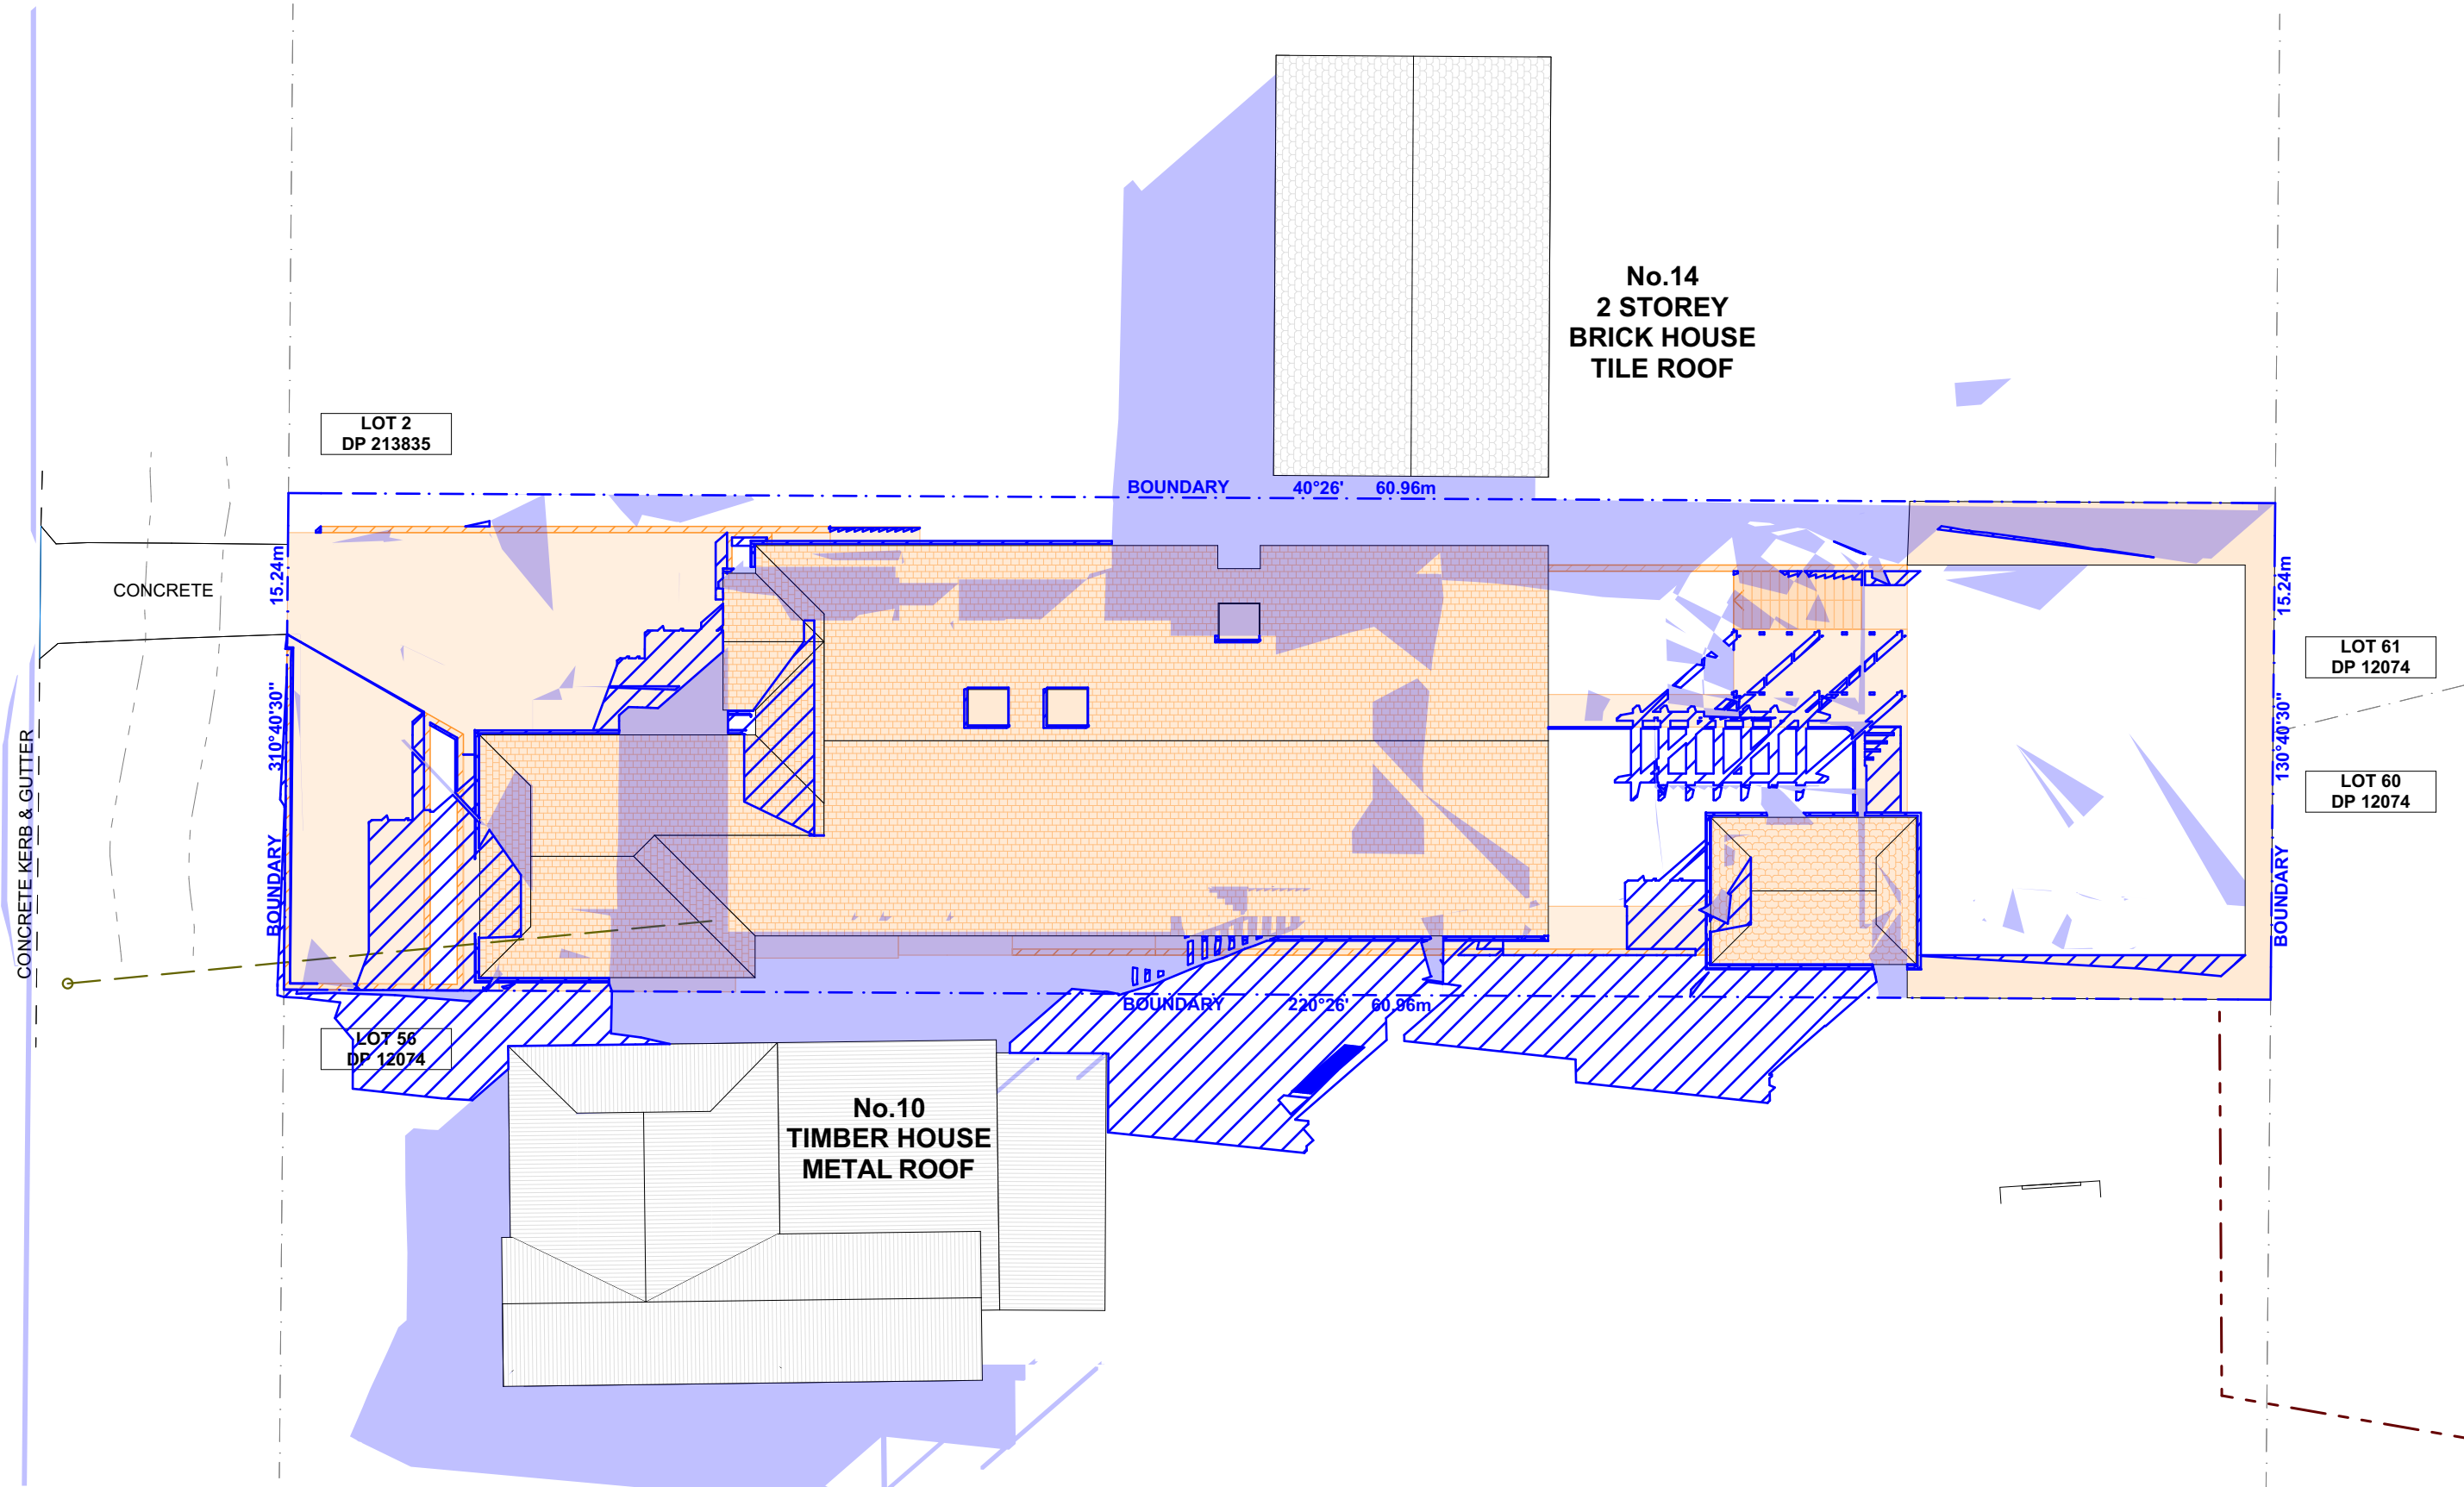 No.14
2 STOREY
BRICK HOUSE
TILE ROOF
LOT 2
DP 213835
BOUNDARY 40°26' 60.96m
15.24m
310°40'30"
BOUNDARY
CONCRETE
CONCRETE KERB & GUTTER
15.24m
130°40'30"
BOUNDARY
LOT 61
DP 12074
LOT 60
DP 12074
BOUNDARY 220°26' 60.96m
LOT 56
DP 12074
No.10
TIMBER HOUSE
METAL ROOF